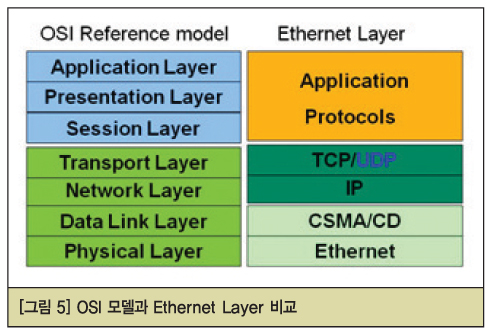 OSI Reference model
Ethernet Layer
Application Layer
Presentation Layer
Session Layer
Transport Layer
Network Layer
Data Link Layer
Physical Layer
Application
Protocols
TCP/UDP
IP
CSMA/CD
Ethernet
[그림 5] OSI 모델과 Ethernet Layer 비교